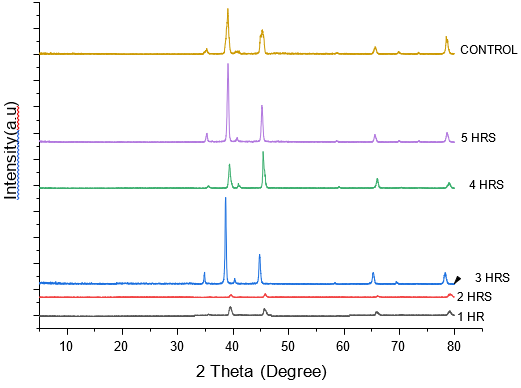 CONTROL
5 HRS
4 HRS
3 HRS
2 HRS
1 HR
Intensity(a.u)
10 20 30 40 50 60 70 80
2 Theta (Degree)